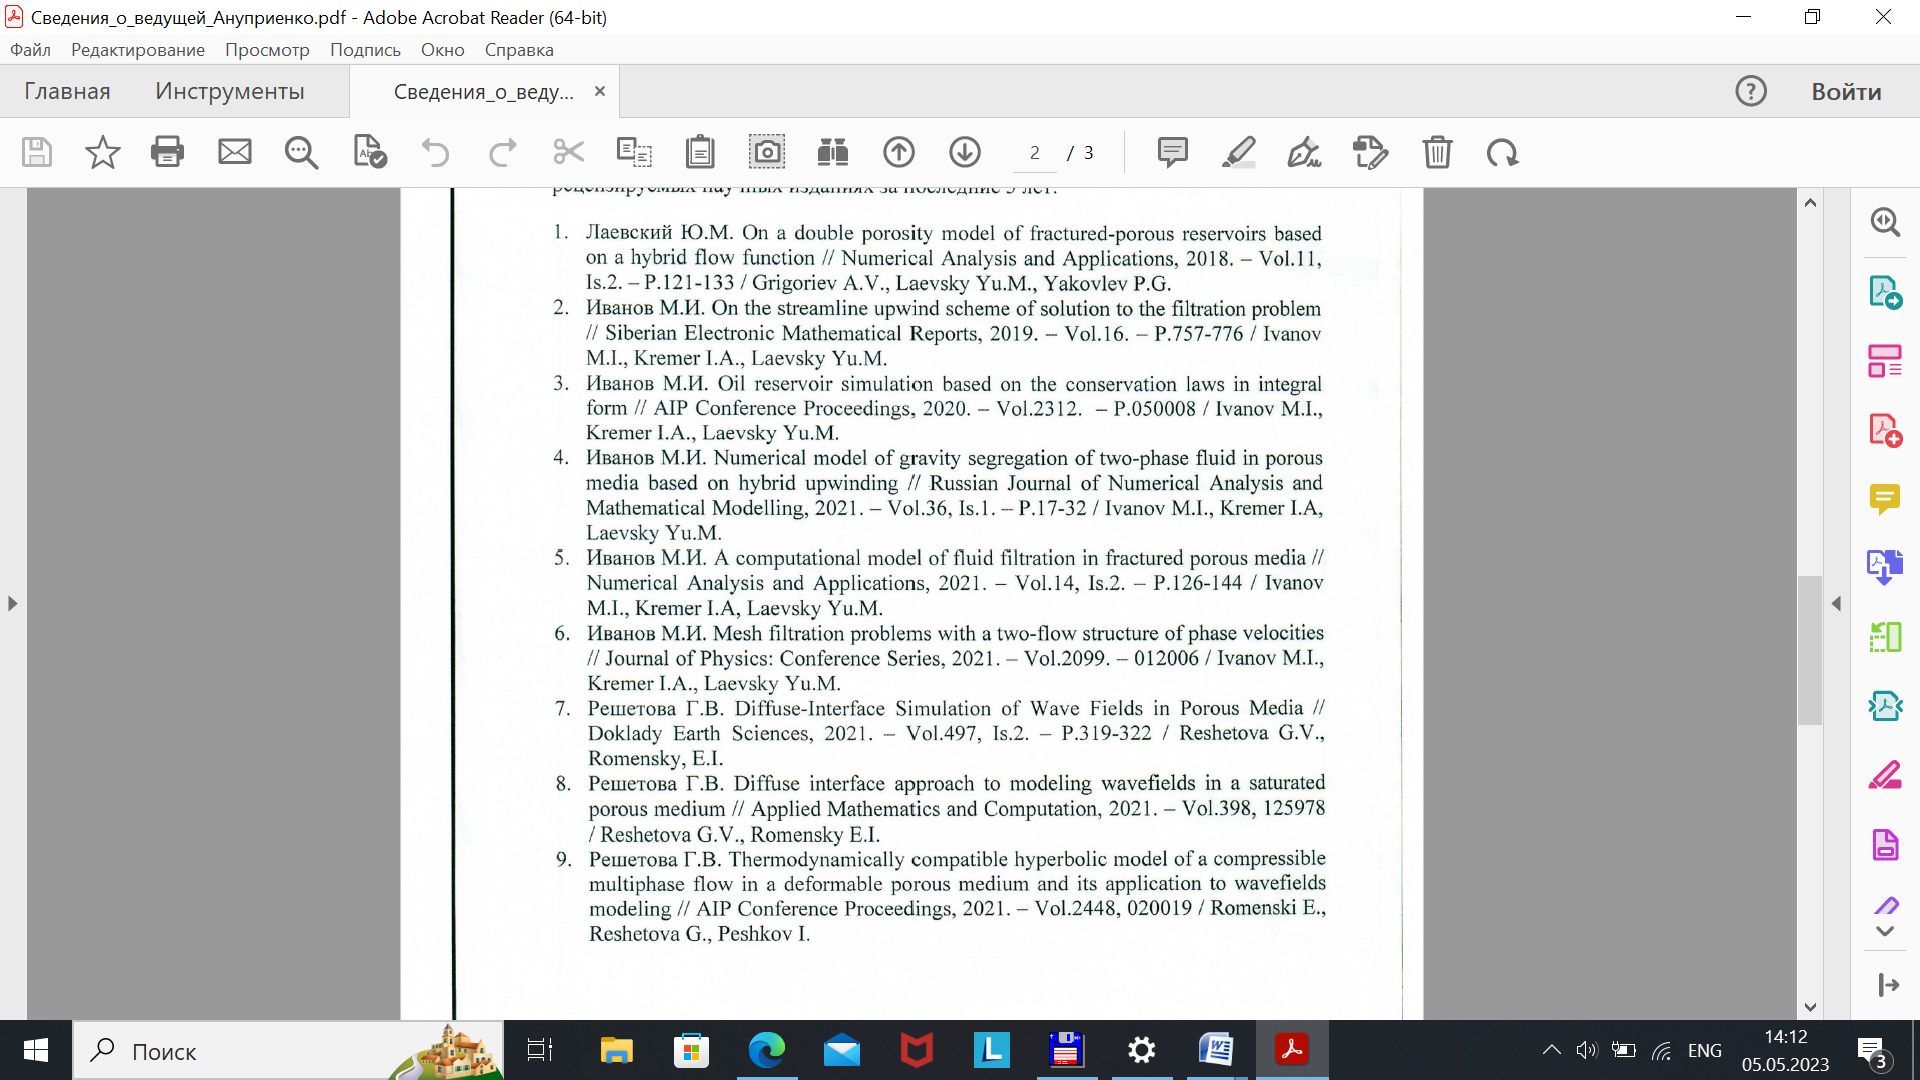 Сведения_о_ведущей_Ануприенко.pdf - Adobe Acrobat Reader (64-bit)
Файл Редактирование Просмотр Подпись Окно Справка
Главная Инструменты Сведения_о_веду... Войти
2 / 3
рецензируемых научных изданиях за последние 5 лет:
1. Лаевский Ю.М. On a double porosity model of fractured-porous reservoirs based
on a hybrid flow function // Numerical Analysis and Applications, 2018. – Vol.11,
Is.2. – P.121-133 / Grigoriev A.V., Laevsky Yu.M., Yakovlev P.G.
2. Иванов М.И. On the streamline upwind scheme of solution to the filtration problem
// Siberian Electronic Mathematical Reports, 2019. – Vol.16. – P.757-776 / Ivanov
M.I., Kremer I.A., Laevsky Yu.M.
3. Иванов М.И. Oil reservoir simulation based on the conservation laws in integral
form // AIP Conference Proceedings, 2020. – Vol.2312. – P.050008 / Ivanov M.I.,
Kremer I.A., Laevsky Yu.M.
4. Иванов М.И. Numerical model of gravity segregation of two-phase fluid in porous
media based on hybrid upwinding // Russian Journal of Numerical Analysis and
Mathematical Modelling, 2021. – Vol.36, Is.1. – P.17-32 / Ivanov M.I., Kremer I.A,
Laevsky Yu.M.
5. Иванов М.И. A computational model of fluid filtration in fractured porous media //
Numerical Analysis and Applications, 2021. – Vol.14, Is.2. – P.126-144 / Ivanov
M.I., Kremer I.A, Laevsky Yu.M.
6. Иванов М.И. Mesh filtration problems with a two-flow structure of phase velocities
// Journal of Physics: Conference Series, 2021. – Vol.2099. – 012006 / Ivanov M.I.,
Kremer I.A., Laevsky Yu.M.
7. Решетова Г.В. Diffuse-Interface Simulation of Wave Fields in Porous Media //
Doklady Earth Sciences, 2021. – Vol.497, Is.2. – P.319-322 / Reshetova G.V.,
Romensky, E.I.
8. Решетова Г.В. Diffuse interface approach to modeling wavefields in a saturated
porous medium // Applied Mathematics and Computation, 2021. – Vol.398, 125978
/ Reshetova G.V., Romensky E.I.
9. Решетова Г.В. Thermodynamically compatible hyperbolic model of a compressible
multiphase flow in a deformable porous medium and its application to wavefields
modeling // AIP Conference Proceedings, 2021. – Vol.2448, 020019 / Romenski E.,
Reshetova G., Peshkov I.
Поиск
ENG
14:12
05.05.2023
3